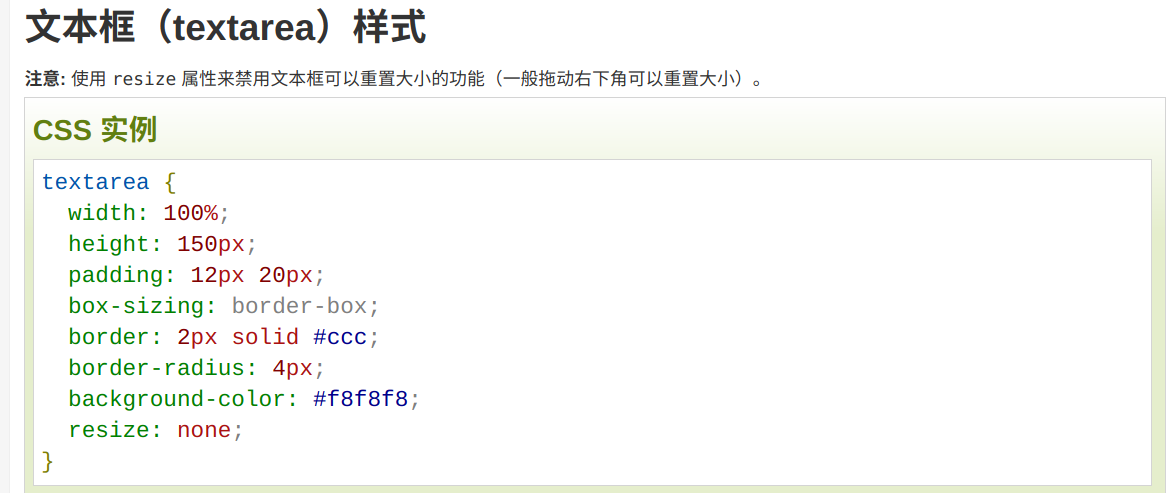 文本框（textarea）样式
注意: 使用 resize 属性来禁用文本框可以重置大小的功能（一般拖动右下角可以重置大小）。
CSS 实例
textarea {
  width: 100%;
  height: 150px;
  padding: 12px 20px;
  box-sizing: border-box;
  border: 2px solid #ccc;
  border-radius: 4px;
  background-color: #f8f8f8;
  resize: none;
}